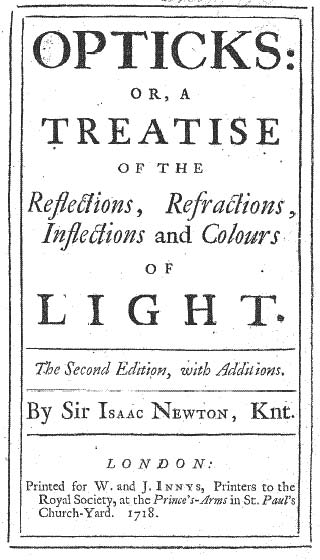 OPTICKS:
OR, A
TREATISE
OF THE
Reflections, Refractions,
Inflections and Colours
OF
LIGHT.
The Second Edition, with Additions.
By Sir ISAAC NEWTON, Knt.
LONDON:
Printed for W. and J. INNYS, Printers to the
Royal Society, at the Prince's-Arms in St. Paul's
Church-Yard. 1718.